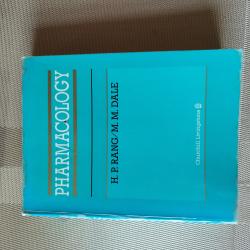 PHARMACOLOGY
H. P. RANG/M. M. DALE
Churchill Livingstone